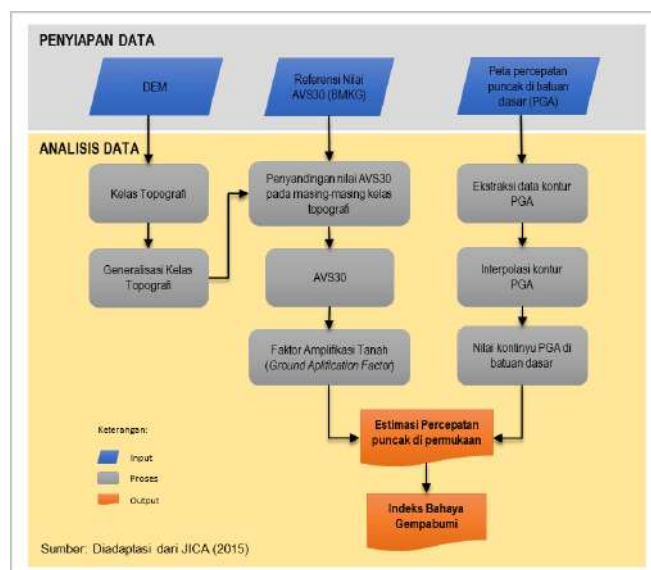 PENYIAPAN DATA
DEM
Referensi Nilai
AVS30 (BMKG)
Peta percepatan
puncak di batuan
dasar (PGA)
ANALISIS DATA
Kelas Topografi
Generalisasi Kelas
Topografi
Penyandingan nilai AVS30
pada masing-masing kelas
topografi
AVS30
Faktor Amplifikasi Tanah
(Ground Aplification Factor)
Ekstraksi data kontur
PGA
Interpolasi kontur
PGA
Nilai kontinyu PGA di
batuan dasar
Estimasi Percepatan
puncak di permukaan
Indeks Bahaya
Gempabumi
Keterangan:
Input
Proses
Output
Sumber: Diadaptasi dari JICA (2015)